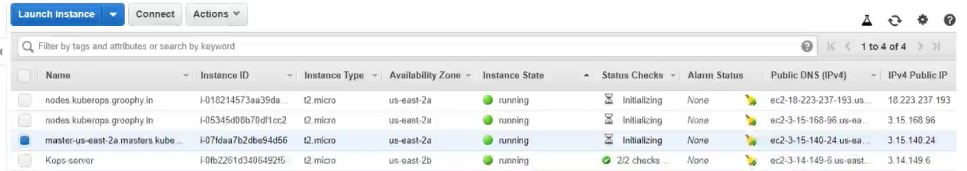 Launch Instance Connect Actions
Filter by tags and attributes or search by keyword 1 to 4 of 4
Name Instance ID Instance Type Availability Zone Instance State Status Checks Alarm Status Public DNS (IPv4) IPv4 Public IP
nodes.kuberops.groophy.in i-018214573aa39da... t2.micro us-east-2a running Initializing None ec2-18-223-237-193.us... 18.223.237.193
nodes.kuberops.groophy.in i-05345d08b70df1cc2 t2.micro us-east-2a running Initializing None ec2-3-15-168-96.us-ea... 3.15.168.96
master-us-east-2a.masters.kube... i-07fdaa7b2dbe94d56 t2.micro us-east-2a running Initializing None ec2-3-15-140-24.us-ea... 3.15.140.24
Kops-server i-0fb2261d3406492f5 t2.micro us-east-2b running 2/2 checks ... None ec2-3-14-149-6.us-east... 3.14.149.6